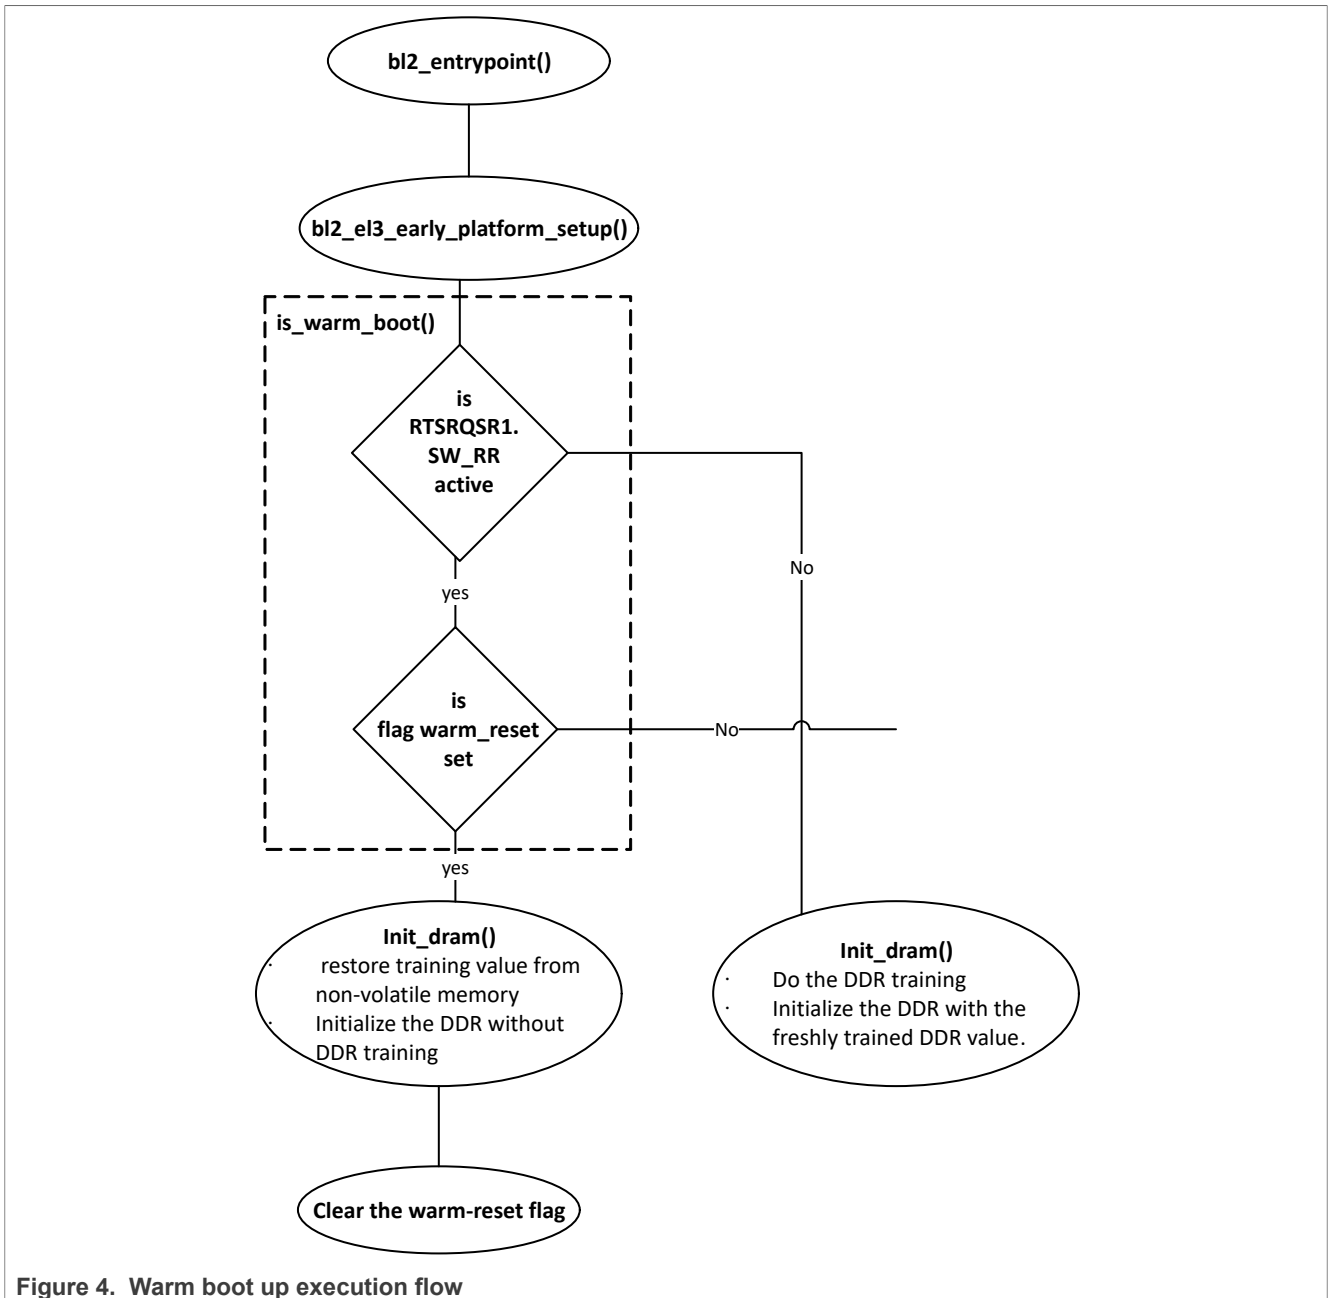 bl2_entrypoint()
bl2_el3_early_platform_setup()
is_warm_boot()
is
RTSRQSR1.
SW_RR
active
No
yes
is
flag warm_reset
set
No
yes
Init_dram()
· restore training value from
non-volatile memory
· Initialize the DDR without
DDR training
Init_dram()
· Do the DDR training
· Initialize the DDR with the
freshly trained DDR value.
Clear the warm-reset flag
Figure 4. Warm boot up execution flow